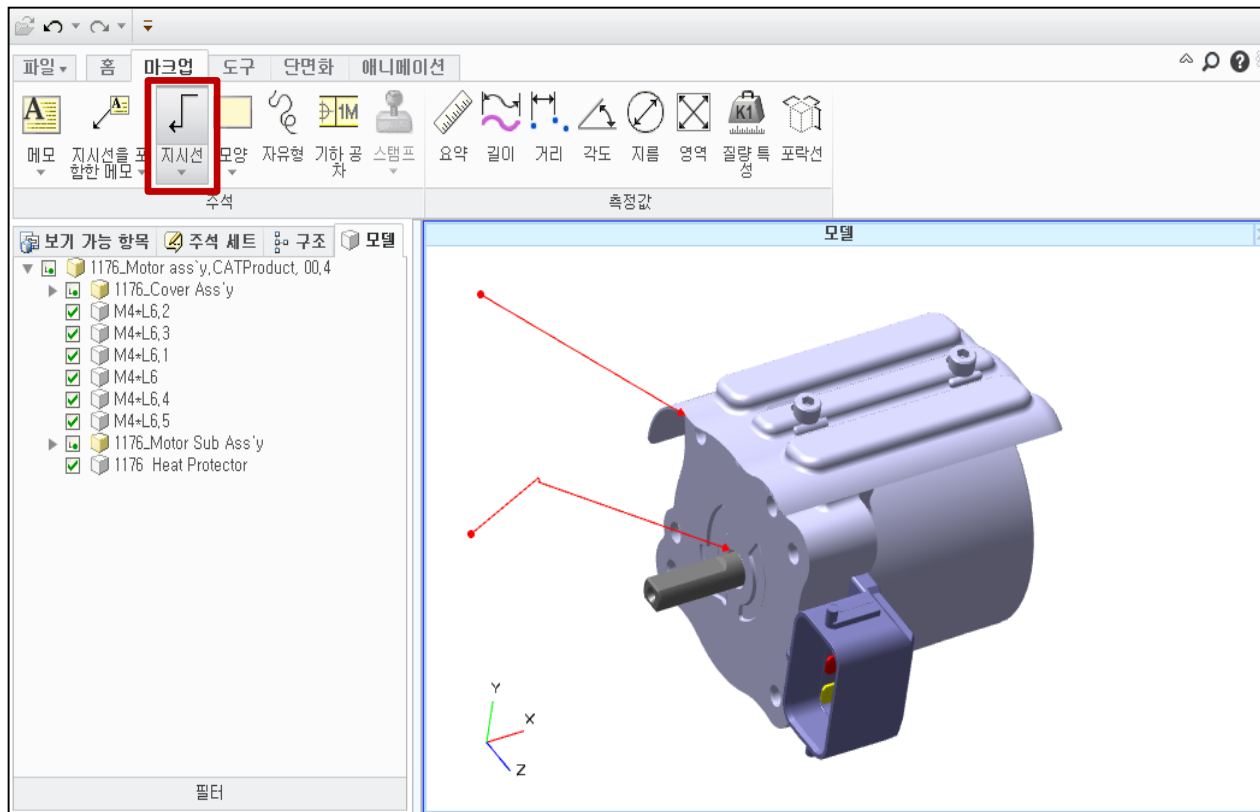 파일 홈 마크업 도구 단면화 애니메이션
A A 1M K1
메모 지시선을 포함한 메모 지시선 모양 자유형 기하 공차 스탬프 요약 길이 거리 각도 지름 영역 질량 특성 포락선
주석 측정값
보기 가능 항목 주석 세트 구조 모델
모델
1176_Motor ass`y,CATProduct, 00,4
1176_Cover Ass'y
M4*L6,2
M4*L6,3
M4*L6,1
M4*L6
M4*L6,4
M4*L6,5
1176_Motor Sub Ass'y
1176 Heat Protector
Y
X
Z
필터